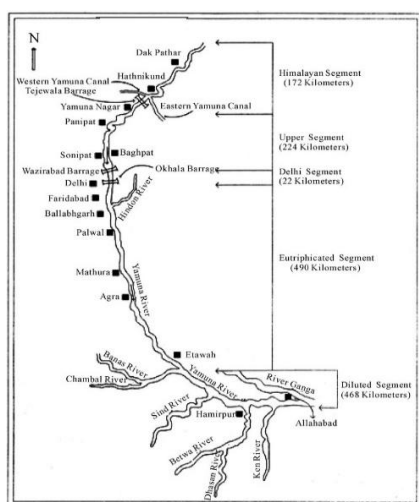 N
Dak Pathar
Hathnikund
Western Yamuna Canal
Tejewala Barrage
Eastern Yamuna Canal
Yamuna Nagar
Panipat
Sonipat
Baghpat
Wazirabad Barrage
Okhala Barrage
Delhi
Hindon River
Faridabad
Ballabhgarh
Palwal
Mathura
Yamuna River
Agra
Etawah
Banas River
Chambal River
Yamuna River
River Ganga
Sind River
Hamirpur
Allahabad
Betwa River
Dhasan River
Ken River
Himalayan Segment
(172 Kilometers)
Upper Segment
(224 Kilometers)
Delhi Segment
(22 Kilometers)
Eutriphicated Segment
(490 Kilometers)
Diluted Segment
(468 Kilometers)